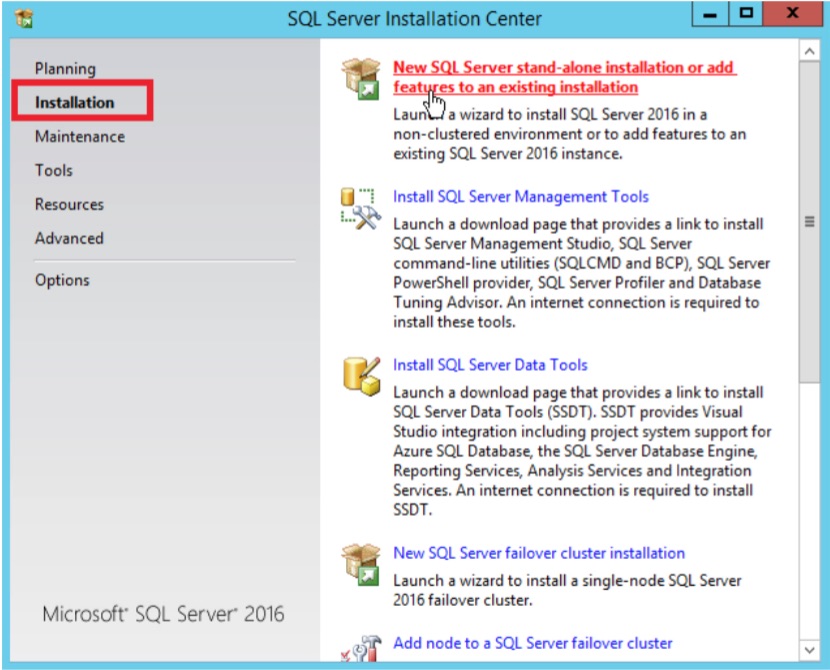 SQL Server Installation Center
Planning
Installation
Maintenance
Tools
Resources
Advanced
Options
Microsoft® SQL Server® 2016
New SQL Server stand-alone installation or add
features to an existing installation
Launch a wizard to install SQL Server 2016 in a
non-clustered environment or to add features to an
existing SQL Server 2016 instance.
Install SQL Server Management Tools
Launch a download page that provides a link to install
SQL Server Management Studio, SQL Server
command-line utilities (SQLCMD and BCP), SQL Server
PowerShell provider, SQL Server Profiler and Database
Tuning Advisor. An internet connection is required to
install these tools.
Install SQL Server Data Tools
Launch a download page that provides a link to install
SQL Server Data Tools (SSDT). SSDT provides Visual
Studio integration including project system support for
Azure SQL Database, the SQL Server Database Engine,
Reporting Services, Analysis Services and Integration
Services. An internet connection is required to install
SSDT.
New SQL Server failover cluster installation
Launch a wizard to install a single-node SQL Server
2016 failover cluster.
Add node to a SQL Server failover cluster